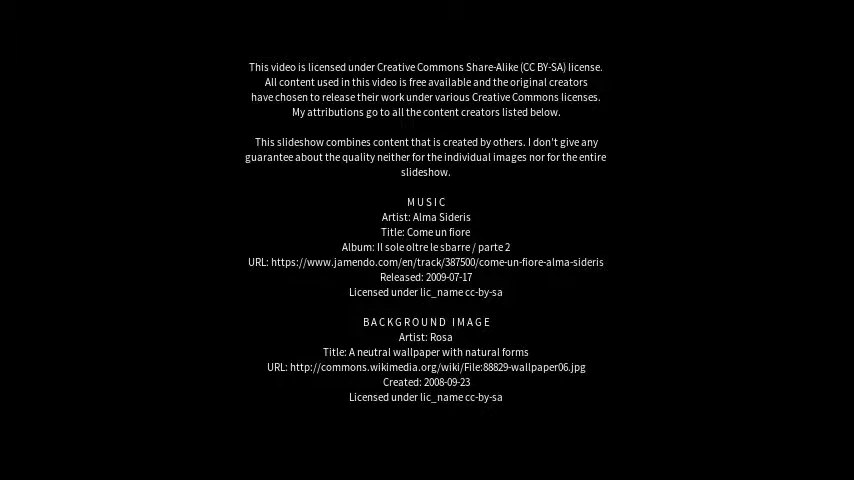 This video is licensed under Creative Commons Share-Alike (CC BY-SA) license.
All content used in this video is free available and the original creators
have chosen to release their work under various Creative Commons licenses.
My attributions go to all the content creators listed below.
This slideshow combines content that is created by others. I don't give any
guarantee about the quality neither for the individual images nor for the entire
slideshow.
MUSIC
Artist: Alma Sideris
Title: Come un fiore
Album: Il sole oltre le sbarre / parte 2
URL: https://www.jamendo.com/en/track/387500/come-un-fiore-alma-sideris
Released: 2009-07-17
Licensed under lic_name cc-by-sa
BACKGROUND IMAGE
Artist: Rosa
Title: A neutral wallpaper with natural forms
URL: http://commons.wikimedia.org/wiki/File:88829-wallpaper06.jpg
Created: 2008-09-23
Licensed under lic_name cc-by-sa